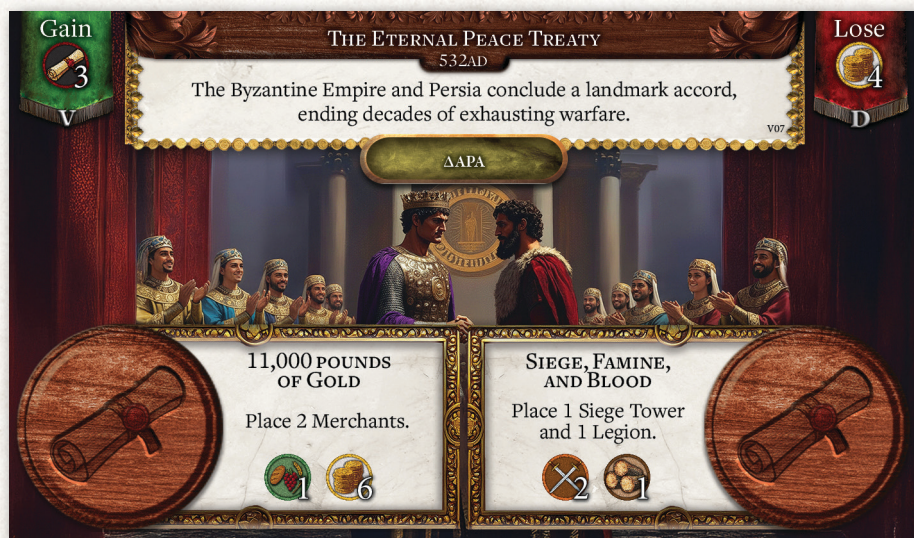 Gain
3
V
THE ETERNAL PEACE TREATY
532AD
The Byzantine Empire and Persia conclude a landmark accord,
ending decades of exhausting warfare.
V07
Lose
4
D
ΔΑΡΑ
11,000 POUNDS
OF GOLD
Place 2 Merchants.
1 6
SIEGE, FAMINE,
AND BLOOD
Place 1 Siege Tower
and 1 Legion.
2 1